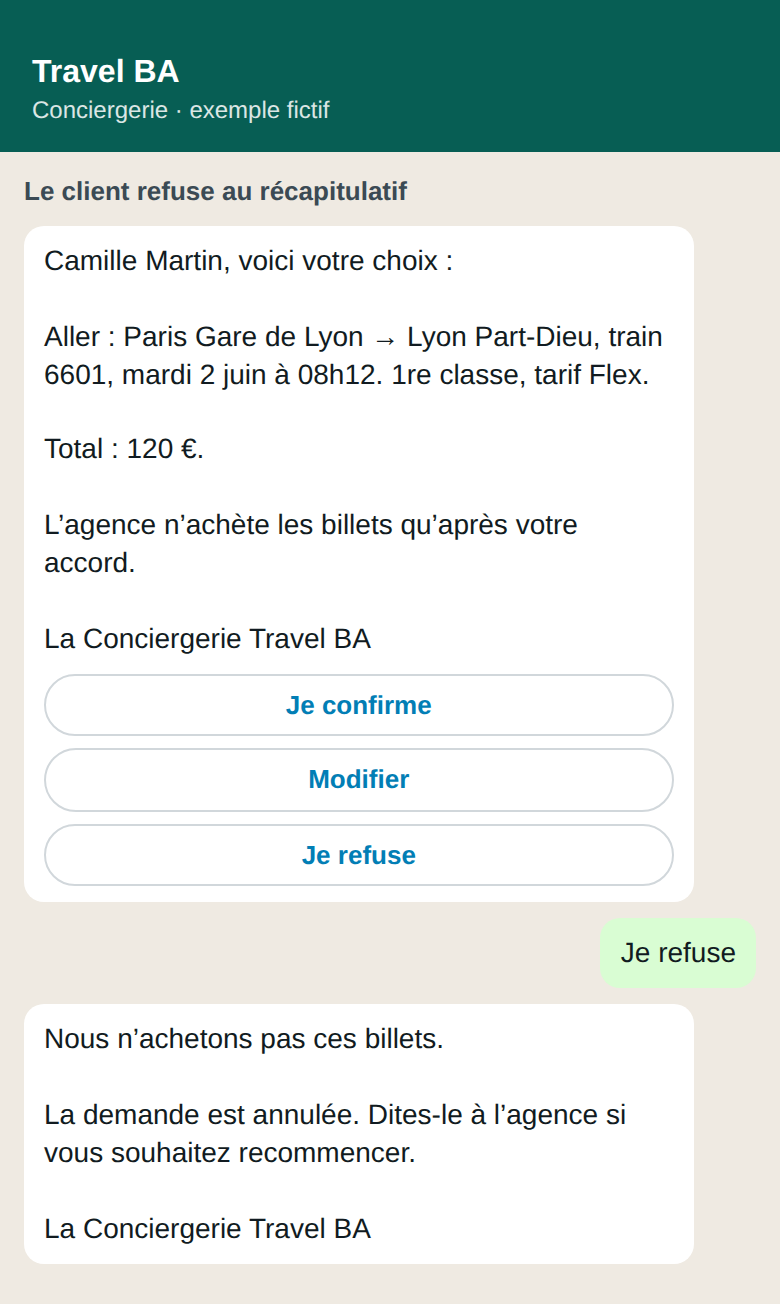 Travel BA
Conciergerie · exemple fictif
Le client refuse au récapitulatif
Camille Martin, voici votre choix :
Aller : Paris Gare de Lyon → Lyon Part-Dieu, train
6601, mardi 2 juin à 08h12. 1re classe, tarif Flex.
Total : 120 €.
L’agence n’achète les billets qu’après votre
accord.
La Conciergerie Travel BA
Je confirme
Modifier
Je refuse
Je refuse
Nous n’achetons pas ces billets.
La demande est annulée. Dites-le à l’agence si
vous souhaitez recommencer.
La Conciergerie Travel BA